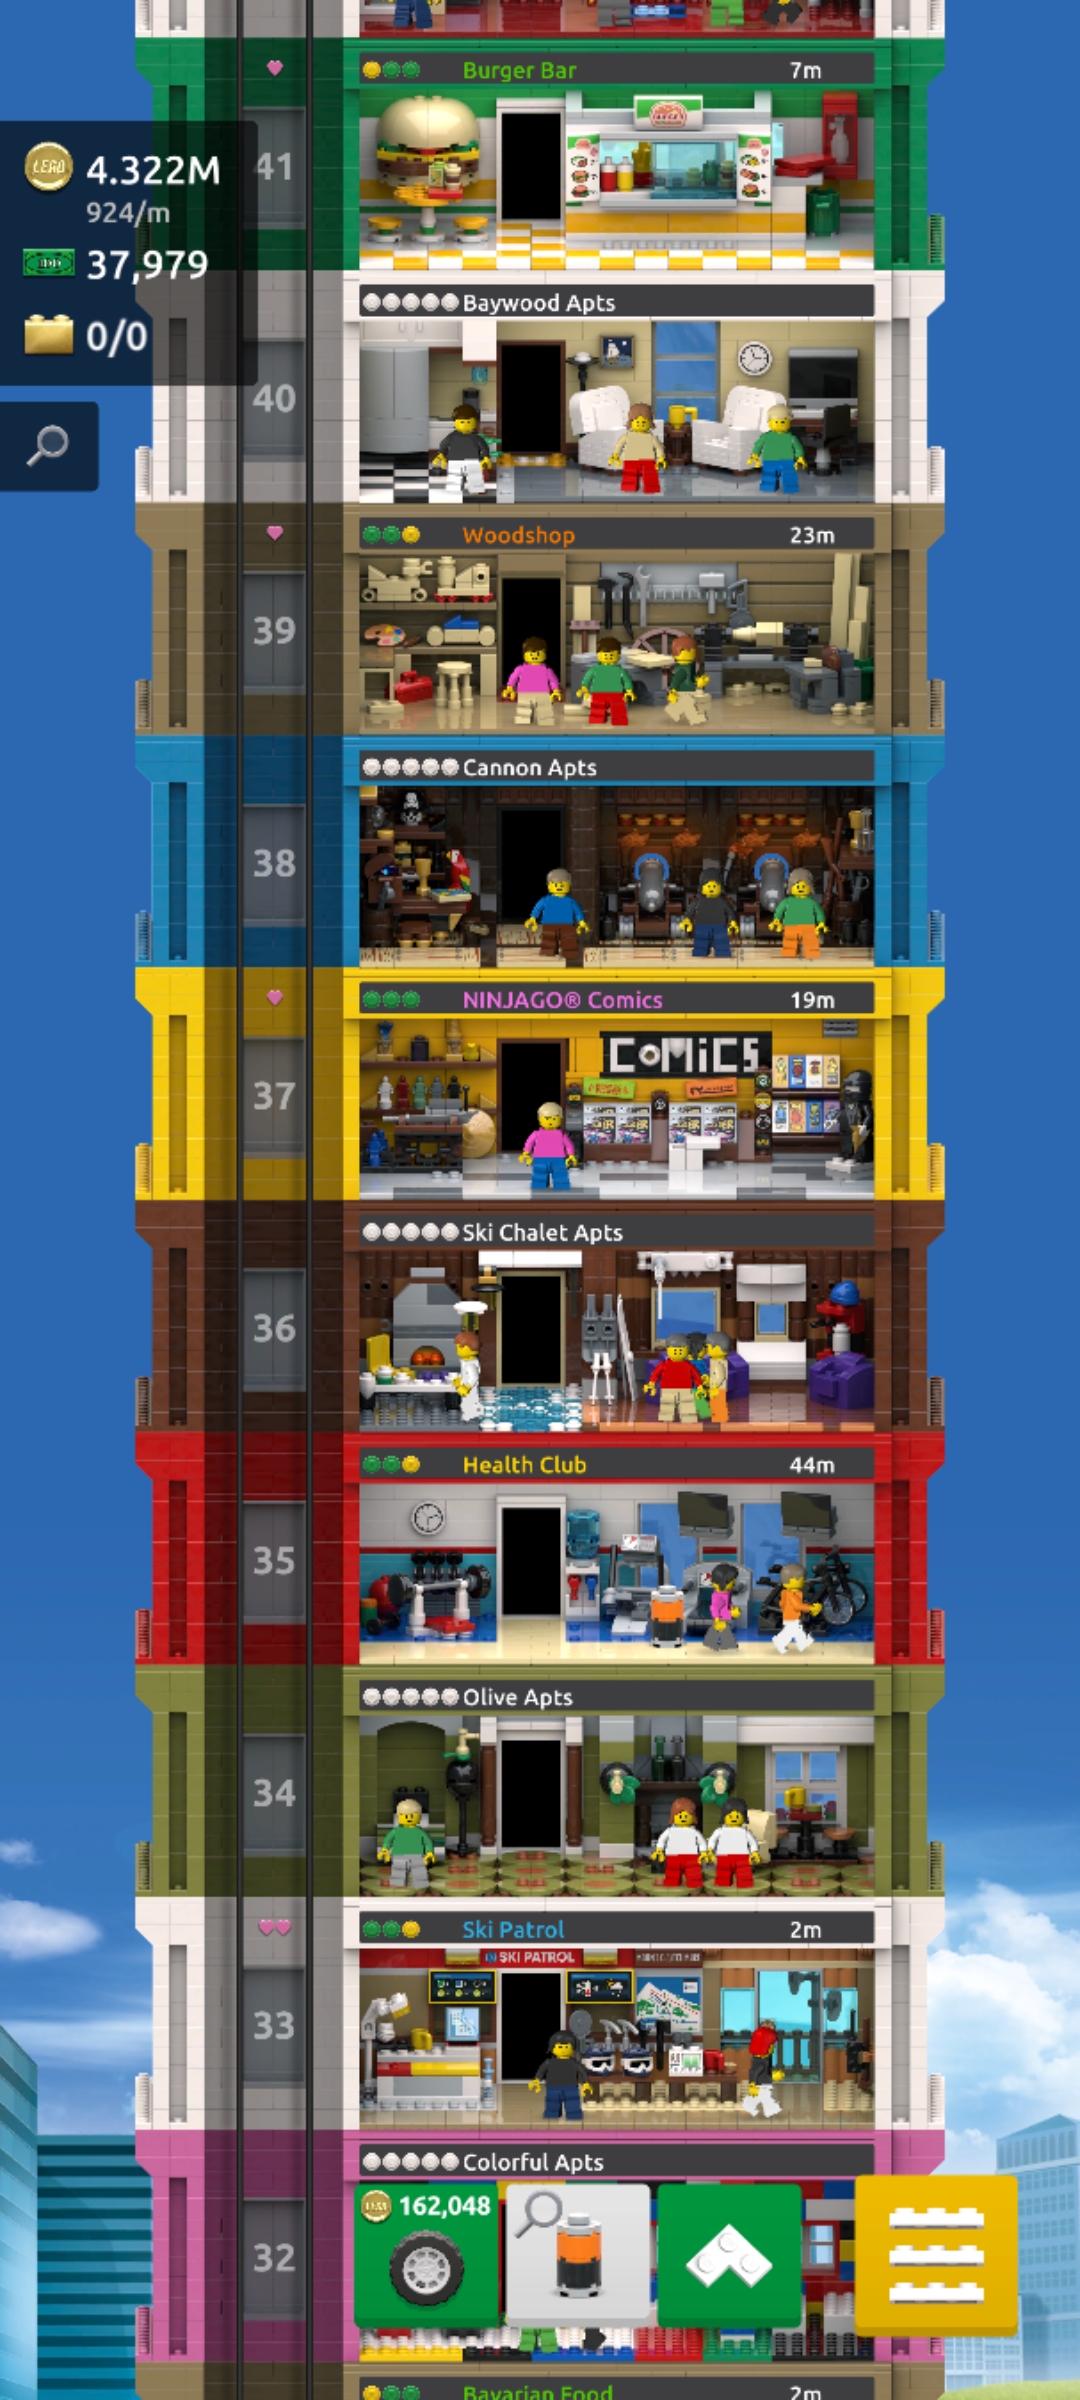 Burger Bar 7m
41
LEGO 4.322M
924/m
37,979
0/0
Baywood Apts
40
Woodshop 23m
39
Cannon Apts
38
NINJAGO® Comics 19m
COMiCS
37
Ski Chalet Apts
36
Health Club 44m
35
Olive Apts
34
Ski Patrol 2m
SKI PATROL
33
Colorful Apts
162,048
32
Bavarian Food 2m